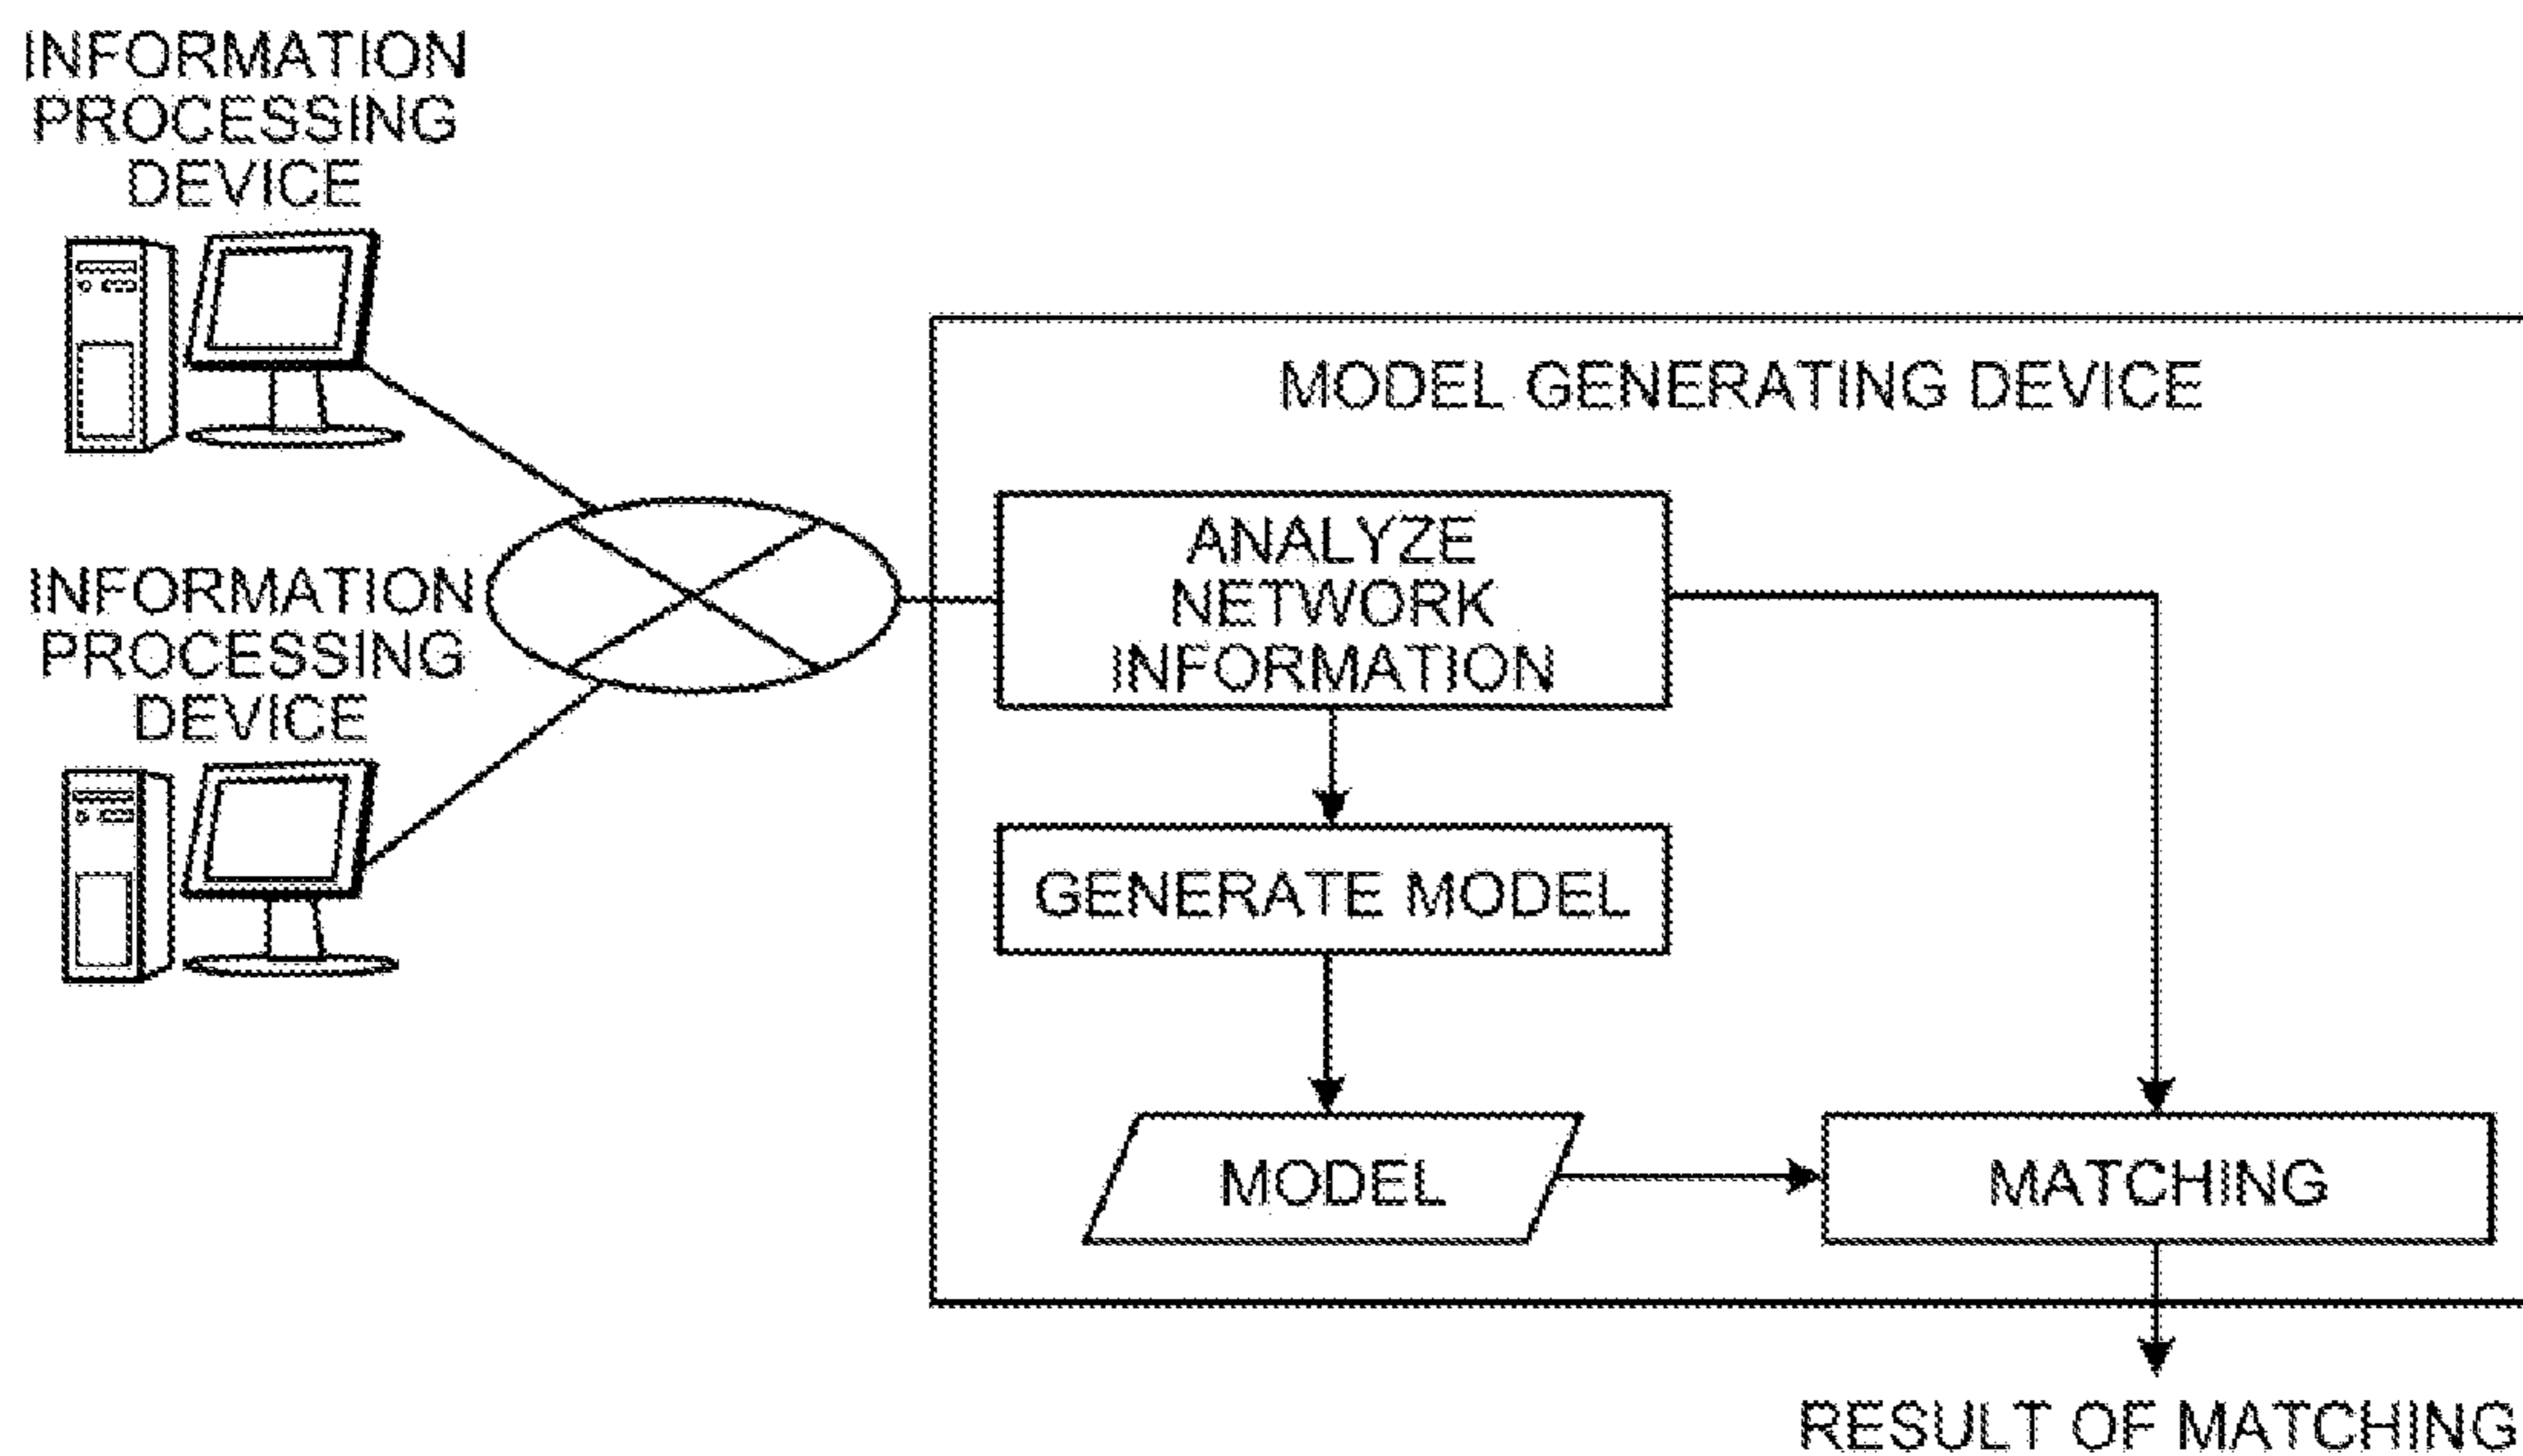 INFORMATION
PROCESSING
DEVICE
INFORMATION
PROCESSING
DEVICE
MODEL GENERATING DEVICE
ANALYZE
NETWORK
INFORMATION
GENERATE MODEL
MODEL
MATCHING
RESULT OF MATCHING